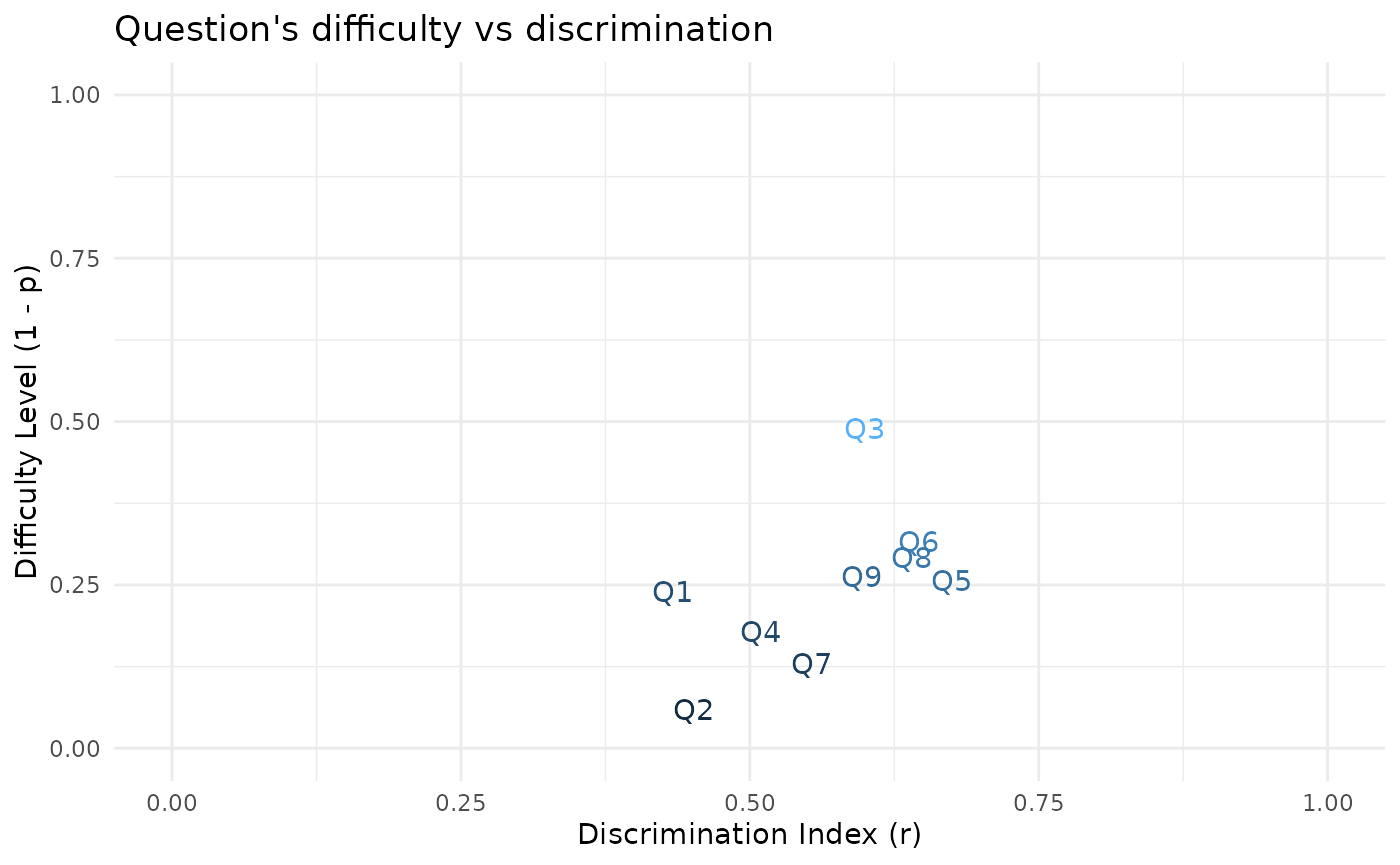 Question's difficulty vs discrimination
1.00
0.75
0.50
0.25
0.00
Difficulty Level (1 - p)
Q3
Q6
Q8
Q9
Q5
Q1
Q4
Q7
Q2
0.00
0.25
0.50
0.75
1.00
Discrimination Index (r)